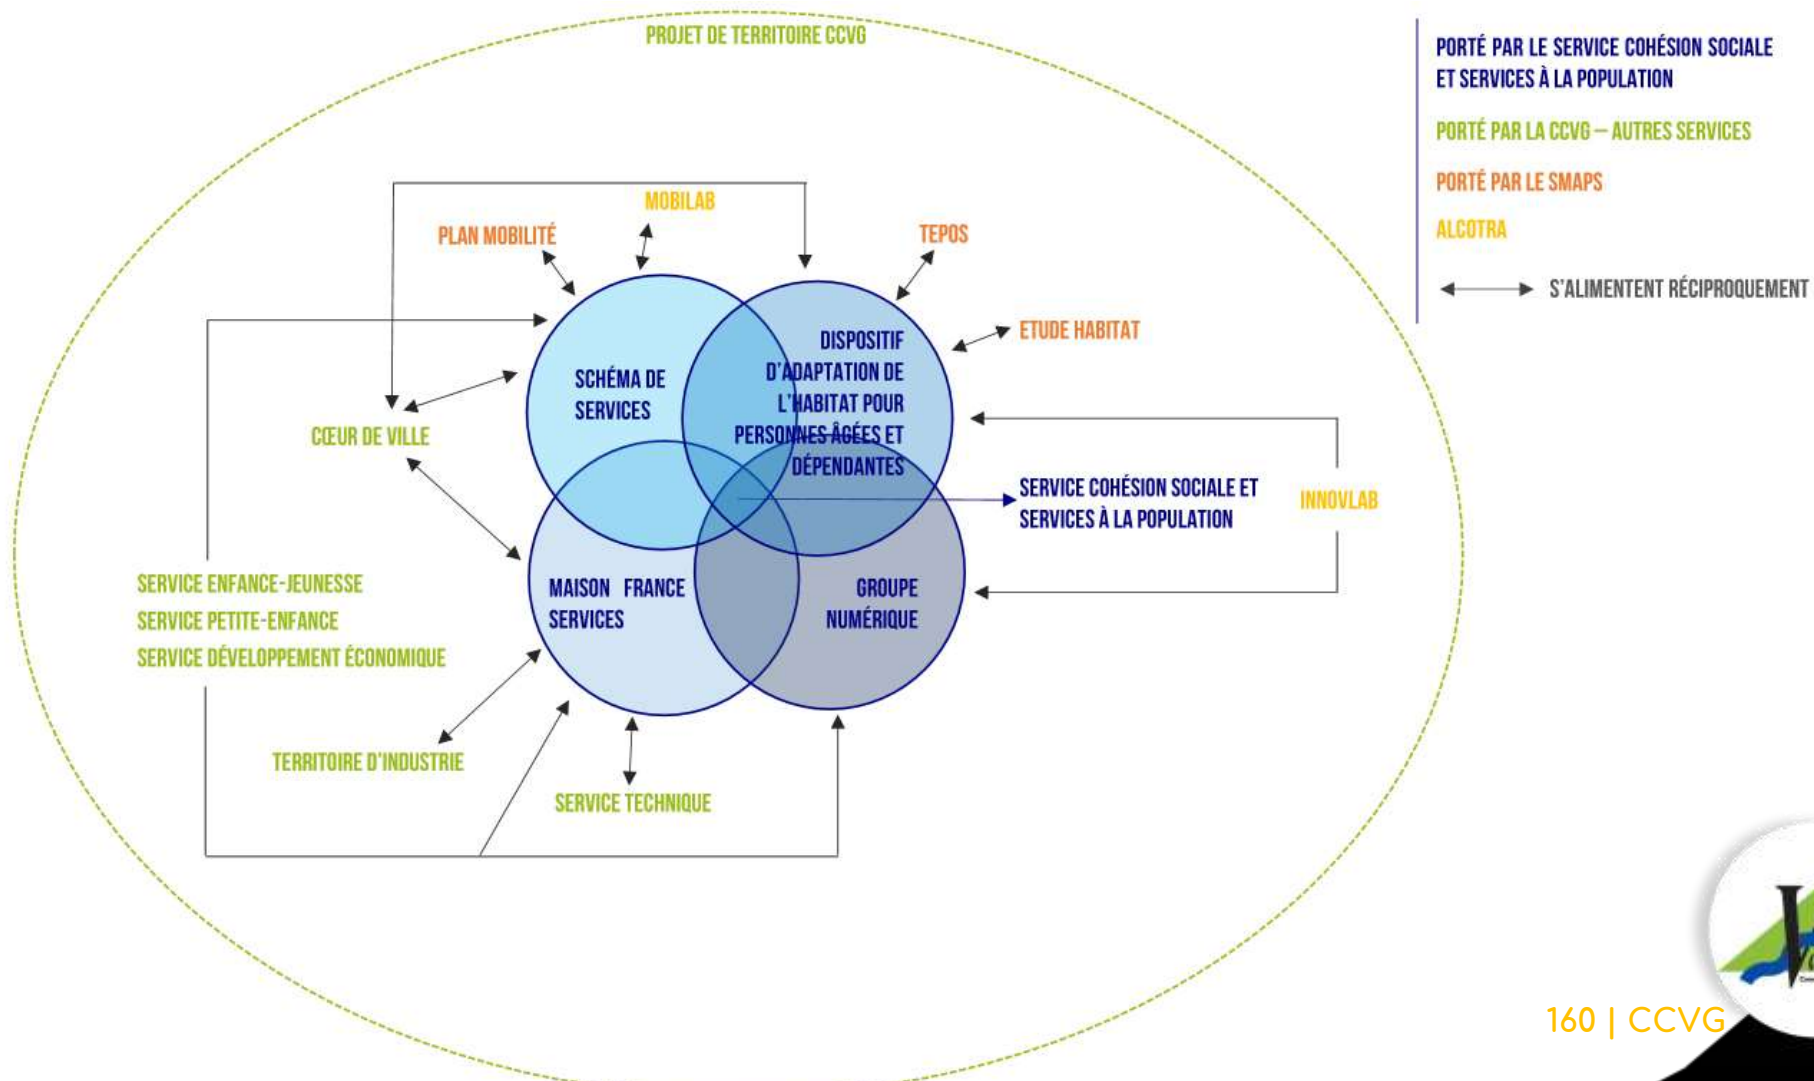 PROJET DE TERRITOIRE CCVG
PORTÉ PAR LE SERVICE COHÉSION SOCIALE
ET SERVICES À LA POPULATION
PORTÉ PAR LA CCVG – AUTRES SERVICES
PORTÉ PAR LE SMAPS
ALCOTRA
S'ALIMENTENT RÉCIPROQUEMENT
MOBILAB
PLAN MOBILITÉ
TEPOS
ETUDE HABITAT
SCHÉMA DE
SERVICES
DISPOSITIF
D'ADAPTATION DE
L'HABITAT POUR
PERSONNES ÂGÉES ET
DÉPENDANTES
CŒUR DE VILLE
SERVICE COHÉSION SOCIALE ET
SERVICES À LA POPULATION
INNOVLAB
MAISON FRANCE
SERVICES
GROUPE
NUMÉRIQUE
SERVICE ENFANCE-JEUNESSE
SERVICE PETITE-ENFANCE
SERVICE DÉVELOPPEMENT ÉCONOMIQUE
TERRITOIRE D'INDUSTRIE
SERVICE TECHNIQUE
160 | CCVG